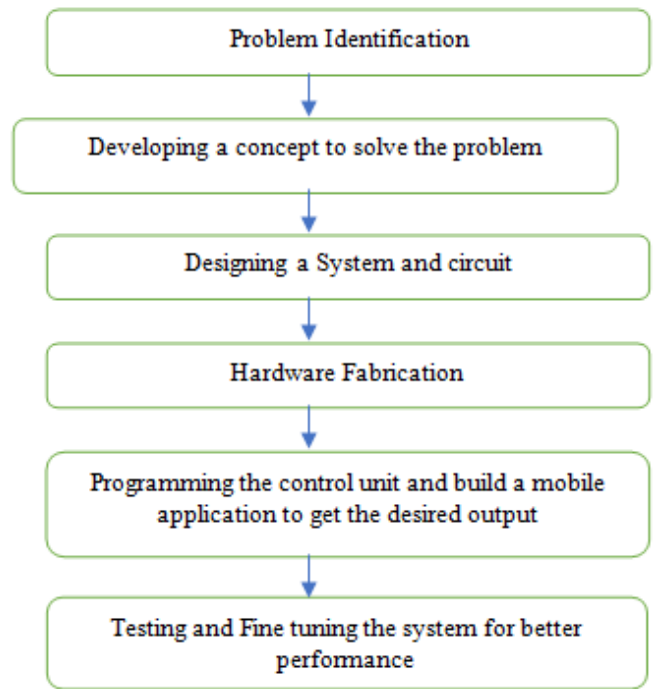 Problem Identification
Developing a concept to solve the problem
Designing a System and circuit
Hardware Fabrication
Programming the control unit and build a mobile
application to get the desired output
Testing and Fine tuning the system for better
performance